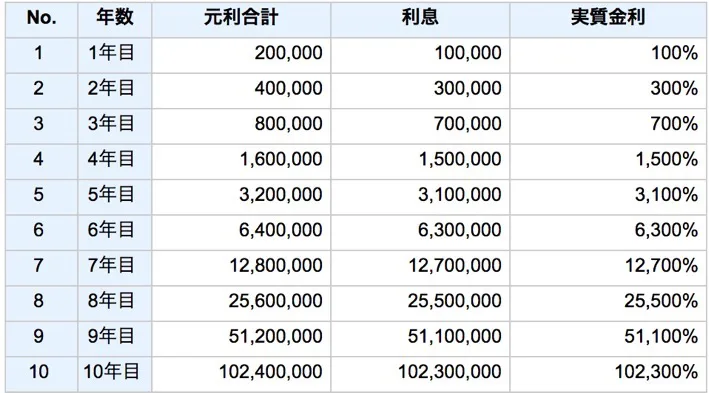 No. 年数 元利合計 利息 実質金利
1 1年目 200,000 100,000 100%
2 2年目 400,000 300,000 300%
3 3年目 800,000 700,000 700%
4 4年目 1,600,000 1,500,000 1,500%
5 5年目 3,200,000 3,100,000 3,100%
6 6年目 6,400,000 6,300,000 6,300%
7 7年目 12,800,000 12,700,000 12,700%
8 8年目 25,600,000 25,500,000 25,500%
9 9年目 51,200,000 51,100,000 51,100%
10 10年目 102,400,000 102,300,000 102,300%